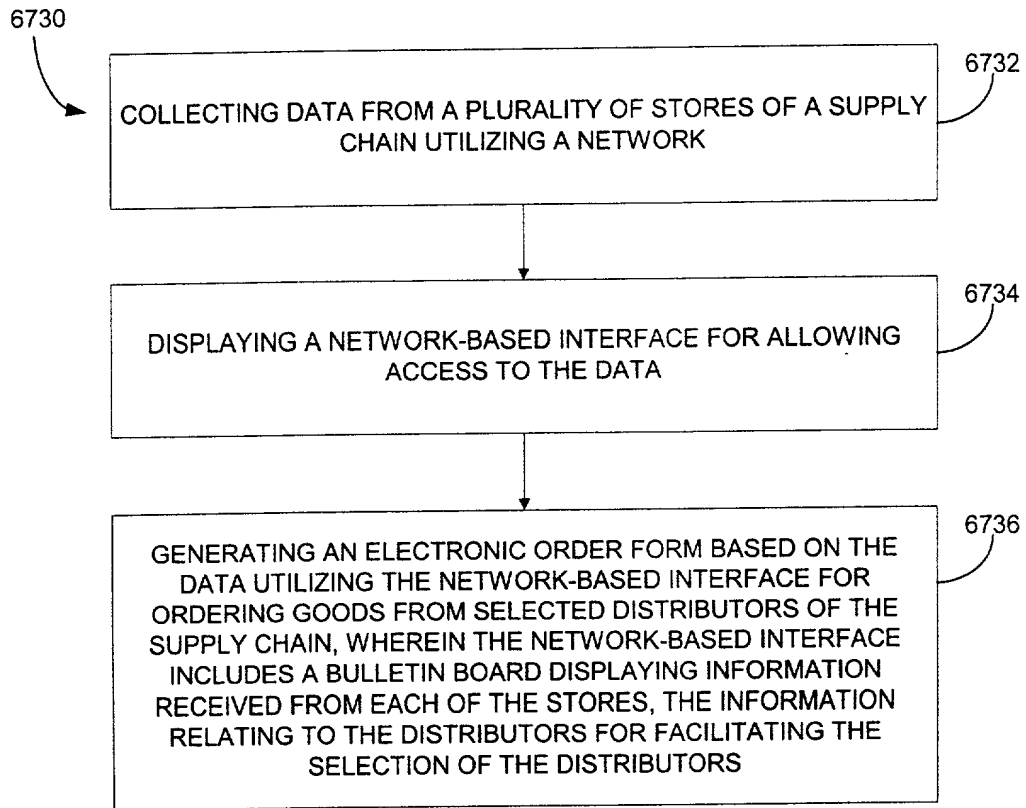 6730
6732
COLLECTING DATA FROM A PLURALITY OF STORES OF A SUPPLY
CHAIN UTILIZING A NETWORK
6734
DISPLAYING A NETWORK-BASED INTERFACE FOR ALLOWING
ACCESS TO THE DATA
6736
GENERATING AN ELECTRONIC ORDER FORM BASED ON THE
DATA UTILIZING THE NETWORK-BASED INTERFACE FOR
ORDERING GOODS FROM SELECTED DISTRIBUTORS OF THE
SUPPLY CHAIN, WHEREIN THE NETWORK-BASED INTERFACE
INCLUDES A BULLETIN BOARD DISPLAYING INFORMATION
RECEIVED FROM EACH OF THE STORES, THE INFORMATION
RELATING TO THE DISTRIBUTORS FOR FACILITATING THE
SELECTION OF THE DISTRIBUTORS